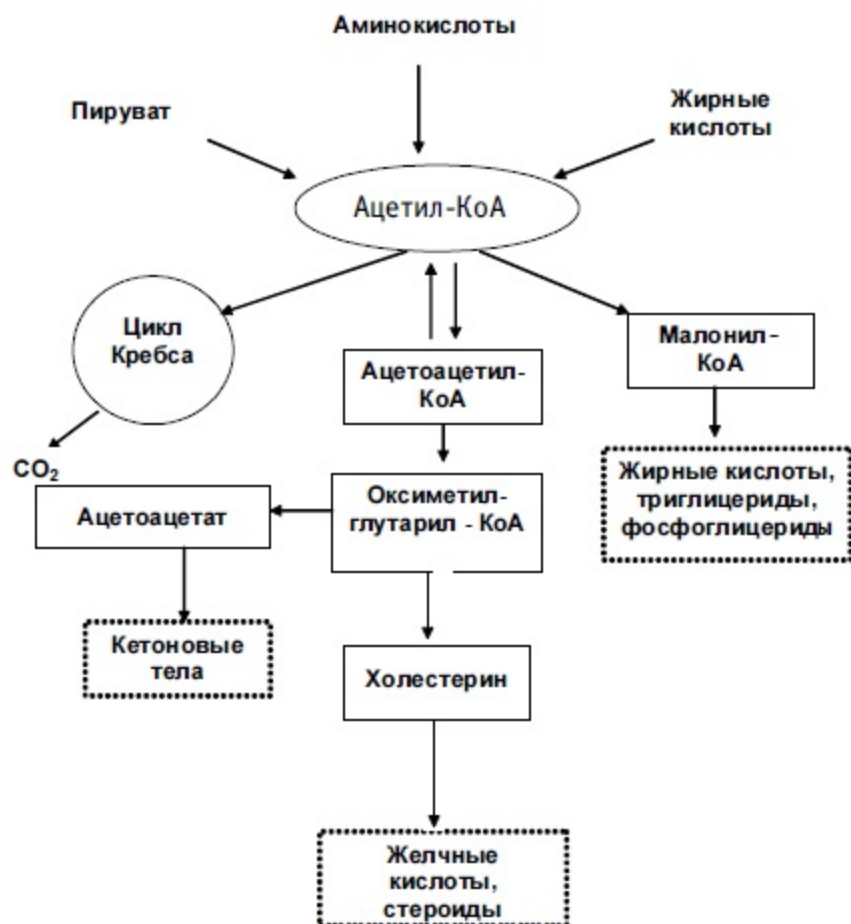 Аминокислоты
Пируват
Жирные
кислоты
Ацетил-КоА
Цикл
Кребса
Ацетоацетил-
КоА
Малонил-
КоА
CO₂
Ацетоацетат
Оксиметил-
глутарил - КоА
Жирные кислоты,
триглицериды,
фосфоглицериды
Кетоновые
тела
Холестерин
Желчные
кислоты,
стероиды